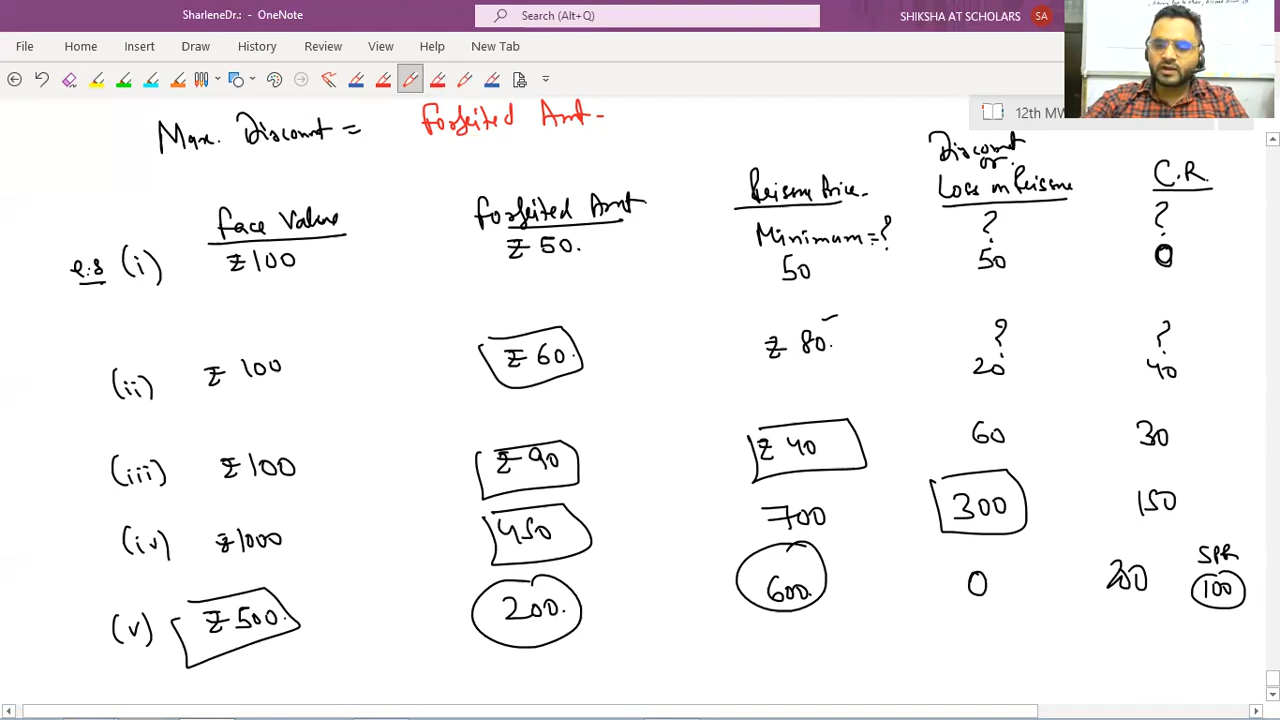 SharleneDr.: - OneNote
Search (Alt+Q)
SHIKSHA AT SCHOLARS
SA
File Home Insert Draw History Review View Help New Tab
12th MW
Max. Discount = Forfeited Amt-
Face Value Forfeited Amt Reissue Price Discount or Loss on Reissue C.R.
Minimum = ? ? ?
e.g (i) ₹100 ₹50. 50 50 0
? ?
(ii) ₹100 ₹60. ₹80. 20 40
(iii) ₹100 ₹90 ₹40 60 30
(iv) ₹1000 450 700 300 150
SPR
(v) ₹500. 200. 600. 0 200 100